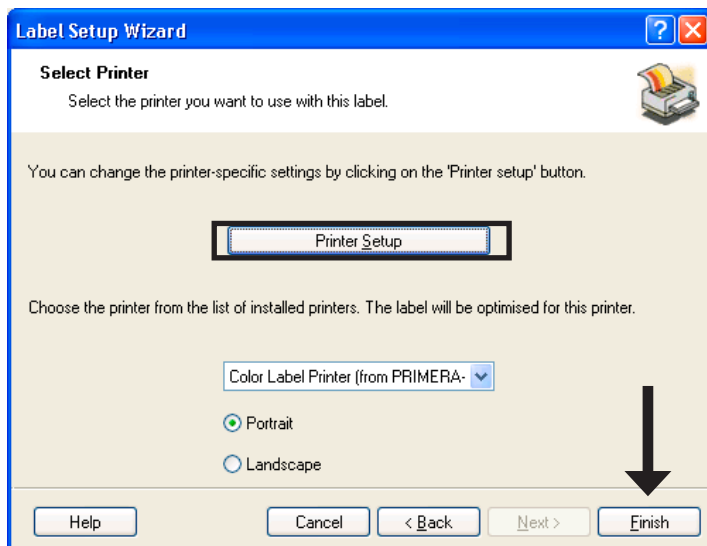 Label Setup Wizard
Select Printer
Select the printer you want to use with this label.
You can change the printer-specific settings by clicking on the 'Printer setup' button.
Printer Setup
Choose the printer from the list of installed printers. The label will be optimised for this printer.
Color Label Printer (from PRIMERA-
Portrait
Landscape
Help Cancel < Back Next > Finish